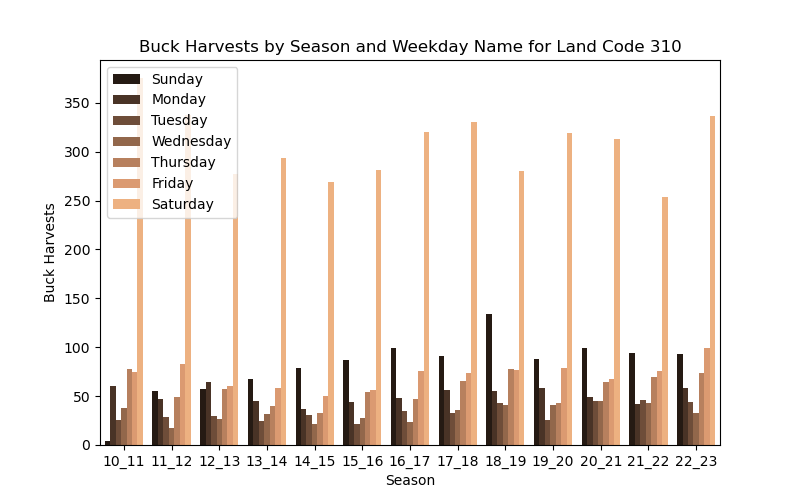 Buck Harvests by Season and Weekday Name for Land Code 310
Sunday
Monday
Tuesday
Wednesday
Thursday
Friday
Saturday
350
300
250
200
150
100
50
0
Buck Harvests
10_11 11_12 12_13 13_14 14_15 15_16 16_17 17_18 18_19 19_20 20_21 21_22 22_23
Season